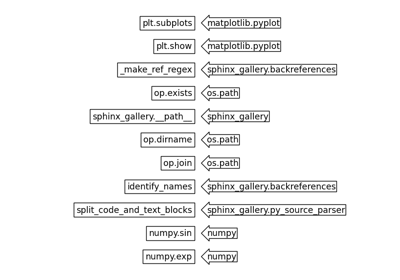 plt.subplots matplotlib.pyplot
plt.show matplotlib.pyplot
_make_ref_regex sphinx_gallery.backreferences
op.exists os.path
sphinx_gallery.__path__ sphinx_gallery
op.dirname os.path
op.join os.path
identify_names sphinx_gallery.backreferences
split_code_and_text_blocks sphinx_gallery.py_source_parser
numpy.sin numpy
numpy.exp numpy